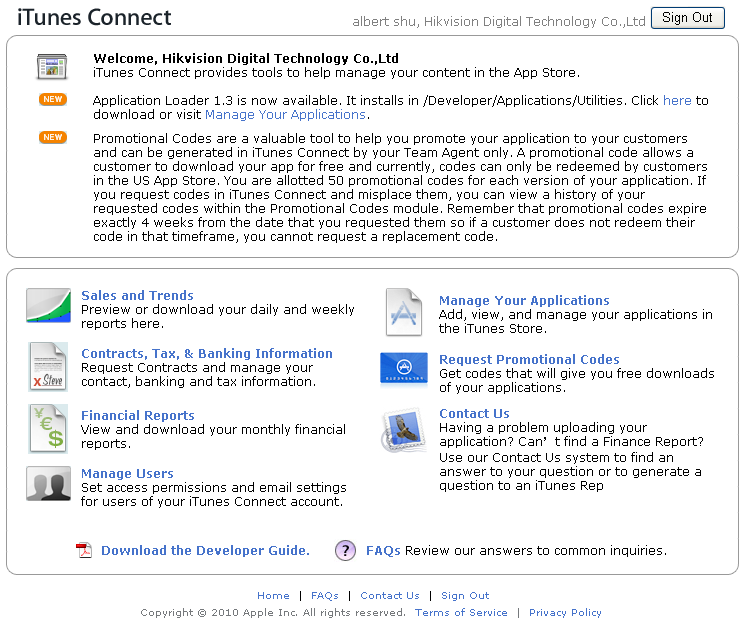 iTunes Connect
albert shu, Hikvision Digital Technology Co.,Ltd
Sign Out
Welcome, Hikvision Digital Technology Co.,Ltd
iTunes Connect provides tools to help manage your content in the App Store.
NEW
Application Loader 1.3 is now available. It installs in /Developer/Applications/Utilities. Click here to
download or visit Manage Your Applications.
NEW
Promotional Codes are a valuable tool to help you promote your application to your customers
and can be generated in iTunes Connect by your Team Agent only. A promotional code allows a
customer to download your app for free and currently, codes can only be redeemed by customers
in the US App Store. You are allotted 50 promotional codes for each version of your application. If
you request codes in iTunes Connect and misplace them, you can view a history of your
requested codes within the Promotional Codes module. Remember that promotional codes expire
exactly 4 weeks from the date that you requested them so if a customer does not redeem their
code in that timeframe, you cannot request a replacement code.
Sales and Trends
Preview or download your daily and weekly
reports here.
Contracts, Tax, & Banking Information
Request Contracts and manage your
contact, banking and tax information.
X Steve
Financial Reports
View and download your monthly financial
reports.
¥ € $
Manage Users
Set access permissions and email settings
for users of your iTunes Connect account.
Manage Your Applications
Add, view, and manage your applications in
the iTunes Store.
Request Promotional Codes
Get codes that will give you free downloads
of your applications.
Contact Us
Having a problem uploading your
application? Can’t find a Finance Report?
Use our Contact Us system to find an
answer to your question or to generate a
question to an iTunes Rep
Download the Developer Guide.
? FAQs Review our answers to common inquiries.
Home | FAQs | Contact Us | Sign Out
Copyright © 2010 Apple Inc. All rights reserved. Terms of Service | Privacy Policy